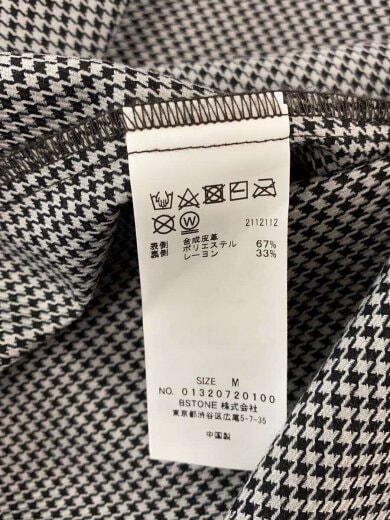 2112112
表側 合成皮革
裏側 ポリエステル 67%
レーヨン 33%
SIZE M
NO. 01320720100
BSTONE 株式会社
東京都渋谷区広尾5-7-35
中国製